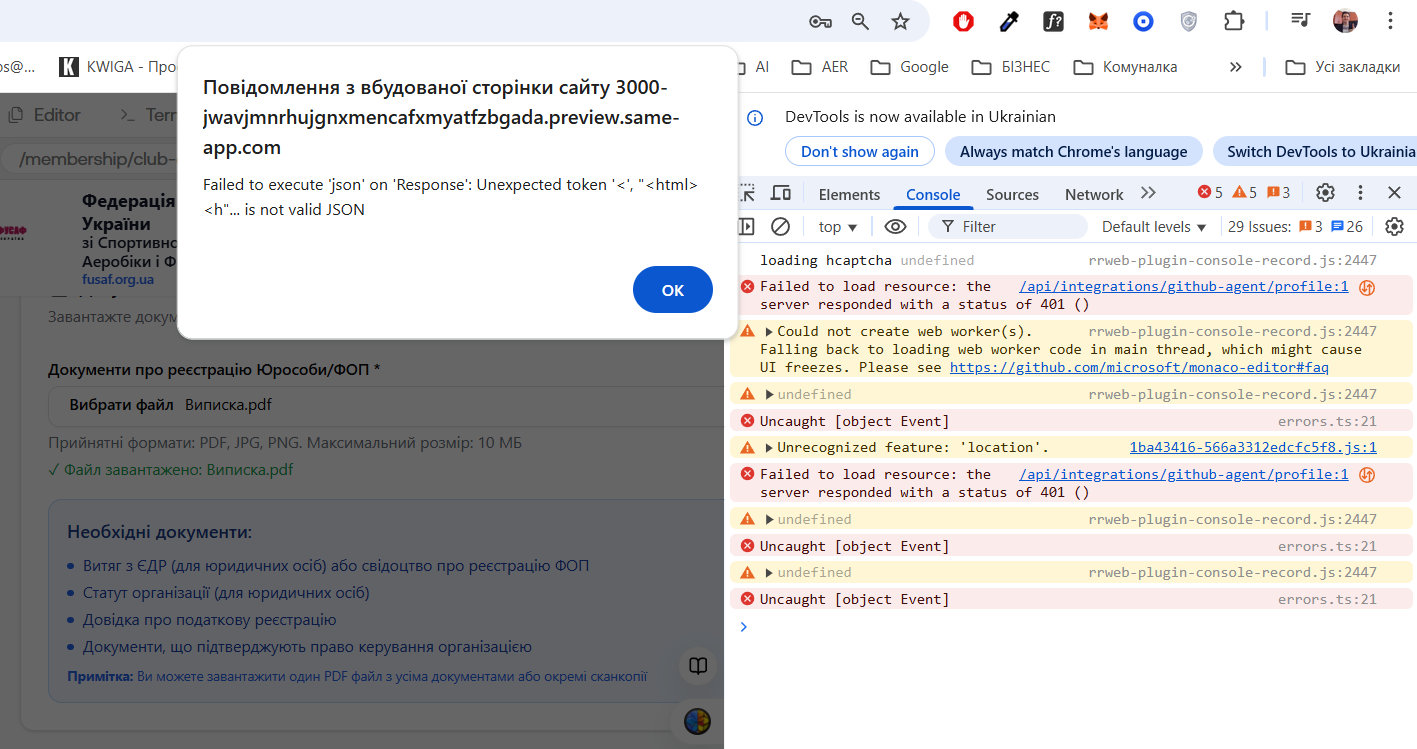 os@...
KWIGA - Про
AI
AER
Google
БІЗНЕС
Комуналка
Усі закладки
Повідомлення з вбудованої сторінки сайту 3000-
jwavjmnrhujgnxmencafxmyatfzbgada.preview.same-
app.com
Failed to execute 'json' on 'Response': Unexpected token '<', "<html>
<h"... is not valid JSON
OK
Editor
Terr
/membership/club-
Федерація
України
зі Спортивно
Аеробіки і Ф
fusaf.org.ua
Завантажте докум
Документи про реєстрацію Юрособи/ФОП *
Вибрати файл Виписка.pdf
Прийнятні формати: PDF, JPG, PNG. Максимальний розмір: 10 МБ
✓ Файл завантажено: Виписка.pdf
Необхідні документи:
Витяг з ЄДР (для юридичних осіб) або свідоцтво про реєстрацію ФОП
Статут організації (для юридичних осіб)
Довідка про податкову реєстрацію
Документи, що підтверджують право керування організацією
Примітка: Ви можете завантажити один PDF файл з усіма документами або окремі сканкопії
DevTools is now available in Ukrainian
Don't show again
Always match Chrome's language
Switch DevTools to Ukrainia
Elements
Console
Sources
Network
5
5
3
top
Filter
Default levels
29 Issues:
3
26
loading hcaptcha undefined rrweb-plugin-console-record.js:2447
Failed to load resource: the /api/integrations/github-agent/profile:1
server responded with a status of 401 ()
Could not create web worker(s). rrweb-plugin-console-record.js:2447
Falling back to loading web worker code in main thread, which might cause
UI freezes. Please see https://github.com/microsoft/monaco-editor#faq
undefined rrweb-plugin-console-record.js:2447
Uncaught [object Event] errors.ts:21
Unrecognized feature: 'location'. 1ba43416-566a3312edcfc5f8.js:1
Failed to load resource: the /api/integrations/github-agent/profile:1
server responded with a status of 401 ()
undefined rrweb-plugin-console-record.js:2447
Uncaught [object Event] errors.ts:21
undefined rrweb-plugin-console-record.js:2447
Uncaught [object Event] errors.ts:21